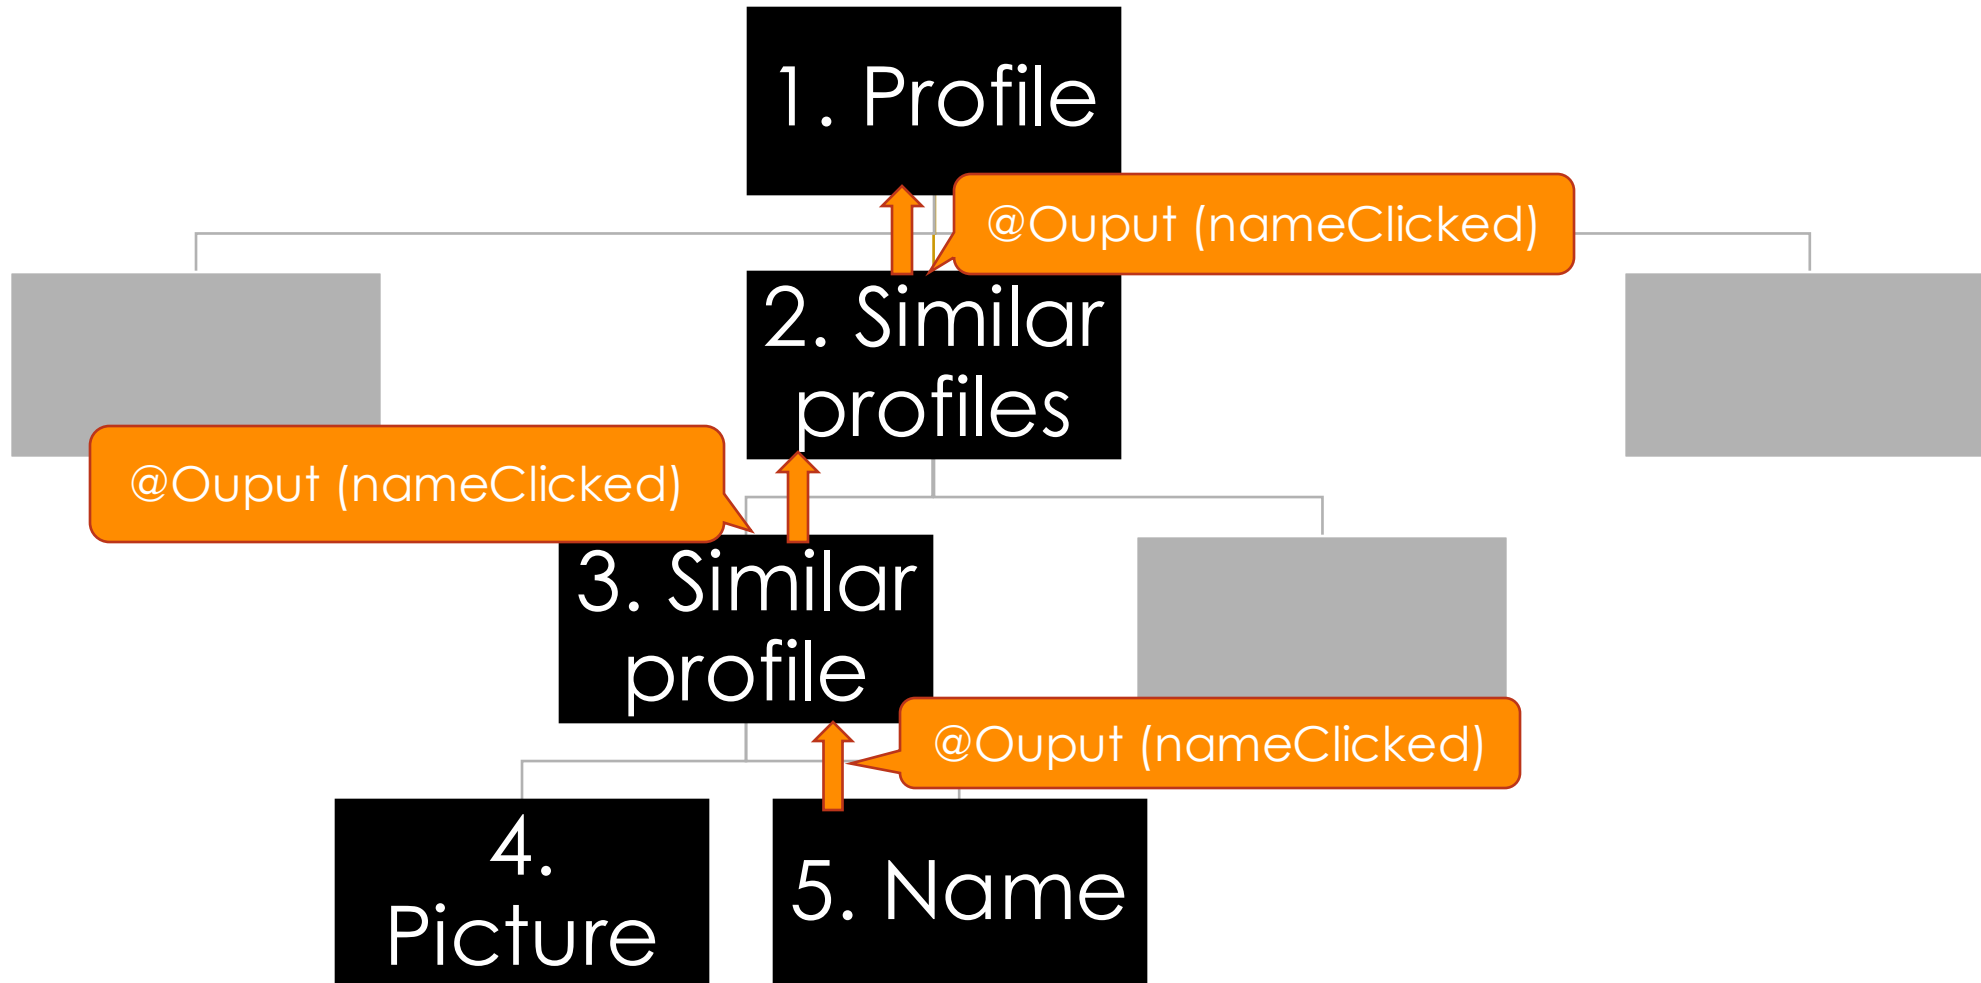 1. Profile
@Ouput (nameClicked)
2. Similar
profiles
@Ouput (nameClicked)
3. Similar
profile
@Ouput (nameClicked)
4.
Picture
5. Name